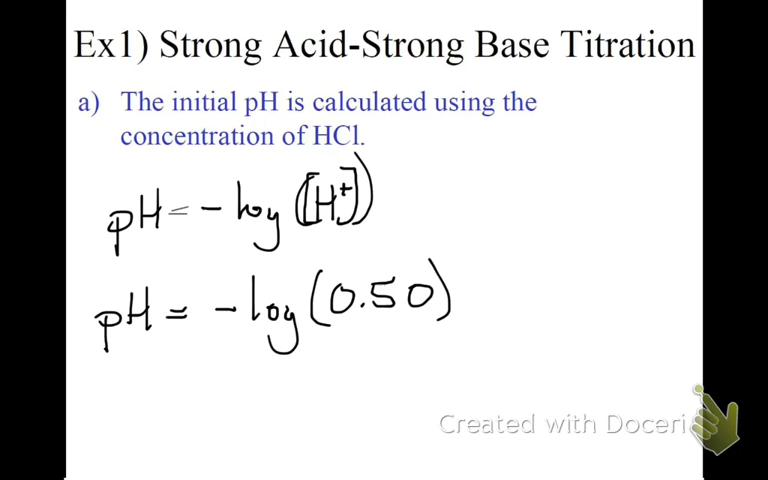 Ex1) Strong Acid-Strong Base Titration
a) The initial pH is calculated using the
concentration of HCl.
pH = - log ([H+])
pH = - log (0.50)
Created with Doceri